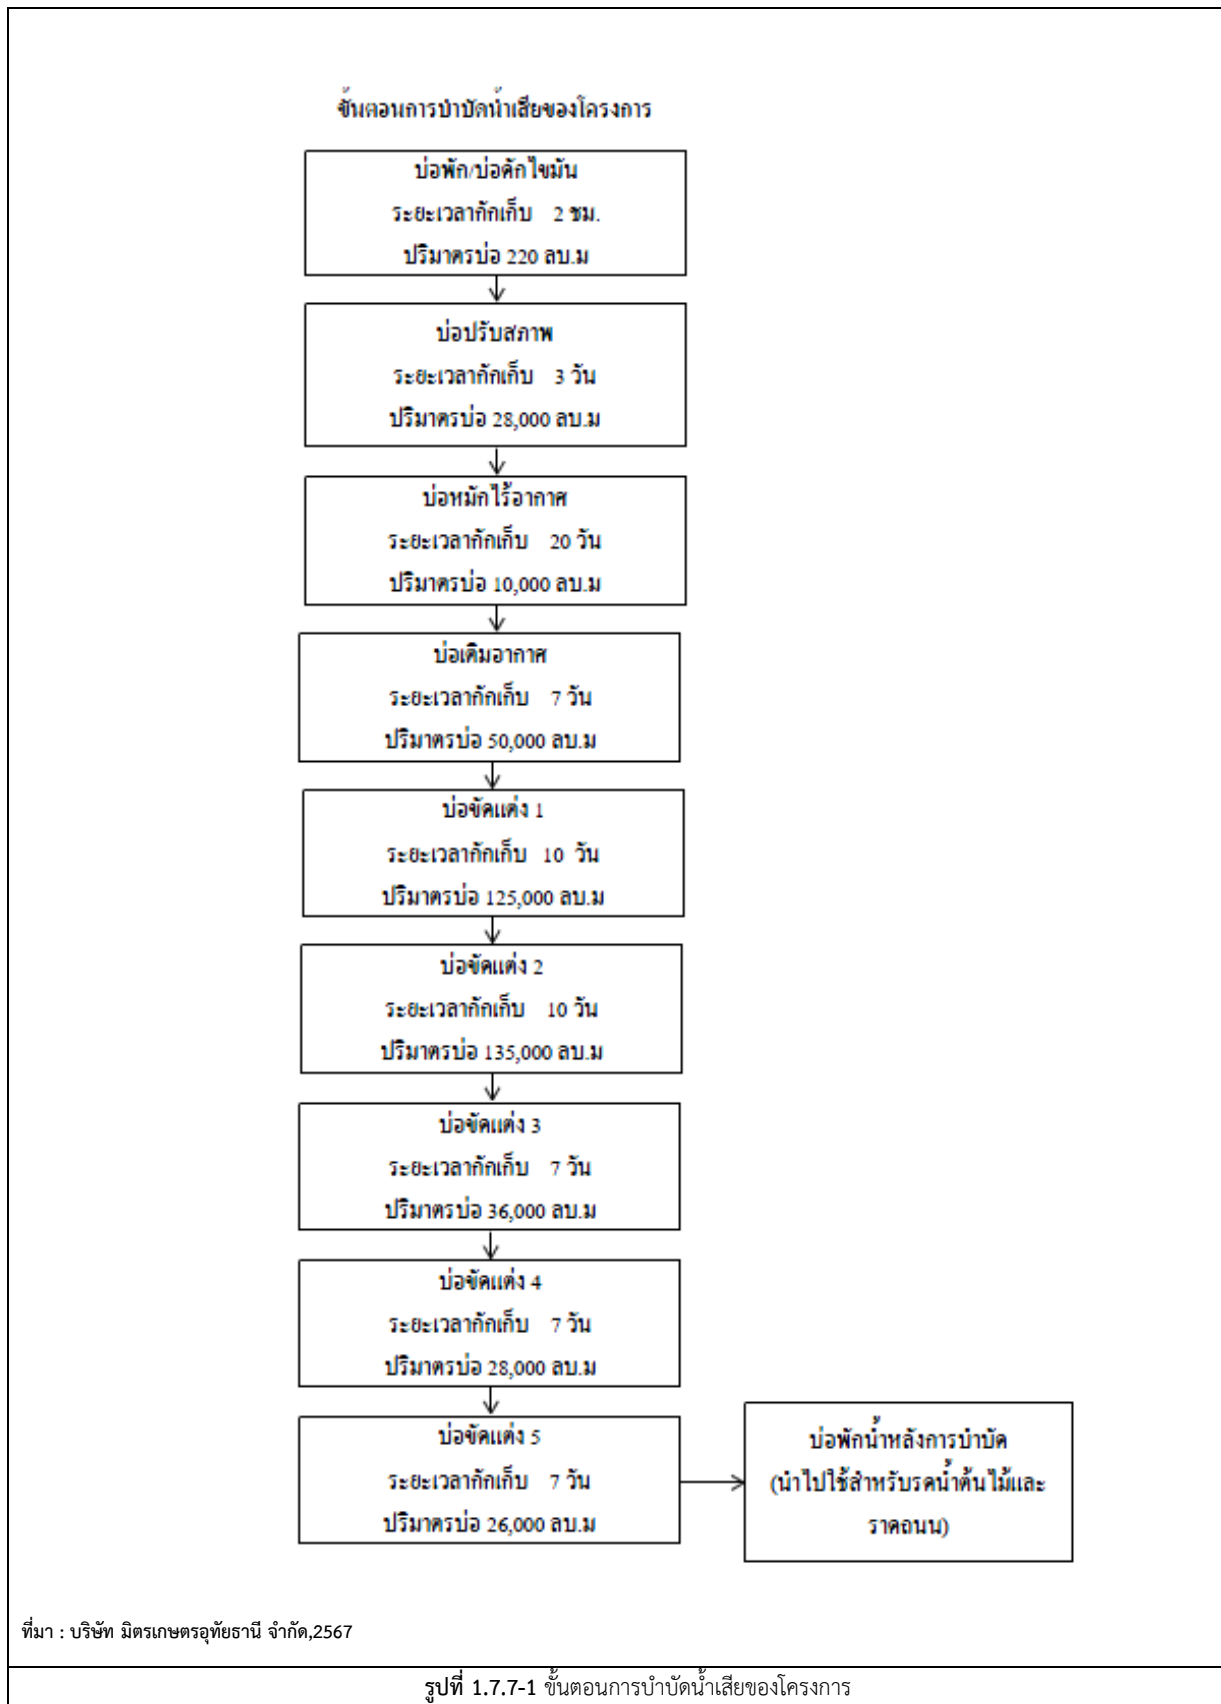 ขั้นตอนการบำบัดน้ำเสียของโครงการ
บ่อพัก/บ่อดักไขมัน
ระยะเวลากักเก็บ 2 ชม.
ปริมาตรบ่อ 220 ลบ.ม
บ่อปรับสภาพ
ระยะเวลากักเก็บ 3 วัน
ปริมาตรบ่อ 28,000 ลบ.ม
บ่อหมักไร้อากาศ
ระยะเวลากักเก็บ 20 วัน
ปริมาตรบ่อ 10,000 ลบ.ม
บ่อเติมอากาศ
ระยะเวลากักเก็บ 7 วัน
ปริมาตรบ่อ 50,000 ลบ.ม
บ่อขัดแต่ง 1
ระยะเวลากักเก็บ 10 วัน
ปริมาตรบ่อ 125,000 ลบ.ม
บ่อขัดแต่ง 2
ระยะเวลากักเก็บ 10 วัน
ปริมาตรบ่อ 135,000 ลบ.ม
บ่อขัดแต่ง 3
ระยะเวลากักเก็บ 7 วัน
ปริมาตรบ่อ 36,000 ลบ.ม
บ่อขัดแต่ง 4
ระยะเวลากักเก็บ 7 วัน
ปริมาตรบ่อ 28,000 ลบ.ม
บ่อขัดแต่ง 5
ระยะเวลากักเก็บ 7 วัน
ปริมาตรบ่อ 26,000 ลบ.ม
บ่อพักน้ำหลังการบำบัด
(นำไปใช้สำหรับรดน้ำต้นไม้และ
ราดถนน)
ที่มา : บริษัท มิตรเกษตรอุทัยธานี จำกัด,2567
รูปที่ 1.7.7-1 ขั้นตอนการบำบัดน้ำเสียของโครงการ